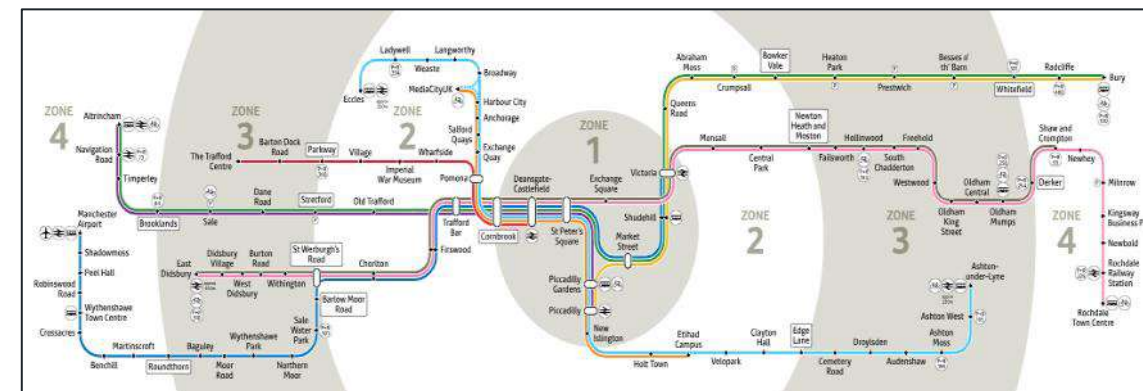 ZONE
4
ZONE
3
ZONE
2
ZONE
1
2
ZONE
3
ZONE
4
ZONE
Altrincham
Navigation
Road
Timperley
Brooklands
Sale
Dane
Road
Stretford
Old Trafford
Trafford
Bar
Cornbrook
Deansgate-
Castlefield
St Peter's
Square
The Trafford
Centre
Barton Dock
Road
Parkway
Village
Imperial
War Museum
Wharfside
Pomona
Eccles
Ladywell
Weaste
Langworthy
Broadway
MediaCityUK
Harbour City
Anchorage
Salford
Quays
Exchange
Quay
Manchester
Airport
Shadowmoss
Peel Hall
Robinswood
Road
Wythenshawe
Town Centre
Crossacres
Benchill
Martinscroft
Roundthorn
Baguley
Moor
Road
Wythenshawe
Park
Northern
Moor
Sale
Water
Park
Barlow Moor
Road
St Werburgh's
Road
East
Didsbury
Didsbury
Village
West
Didsbury
Burton
Road
Withington
Chorlton
Firswood
Exchange
Square
Victoria
Shudehill
Market
Street
Piccadilly
Gardens
Piccadilly
New
Islington
Holt Town
Etihad
Campus
Velopark
Clayton
Hall
Edge
Lane
Cemetery
Road
Droylsden
Audenshaw
Ashton
Moss
Ashton West
Ashton-
under-Lyne
Queens
Road
Abraham
Moss
Crumpsall
Bowker
Vale
Heaton
Park
Prestwich
Besses o'
th' Barn
Whitefield
Radcliffe
Bury
Monsall
Central
Park
Newton
Heath and
Moston
Failsworth
Hollinwood
South
Chadderton
Freehold
Westwood
Oldham
King
Street
Oldham
Central
Oldham
Mumps
Derker
Shaw and
Crompton
Newhey
Milnrow
Kingsway
Business P
Newbold
Rochdale
Railway
Station
Rochdale
Town Centre